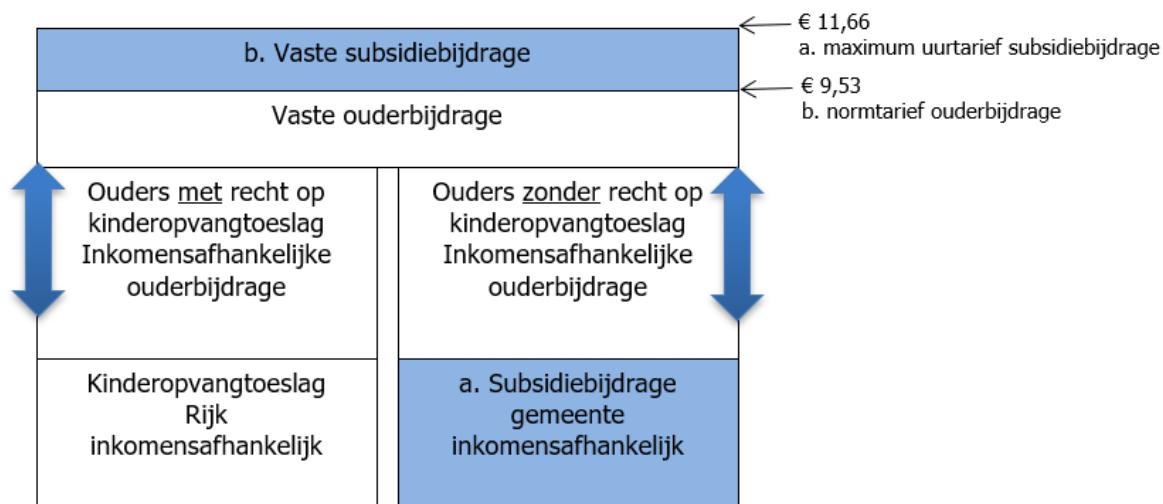 € 11,66
a. maximum uurtarief subsidiebijdrage
b. Vaste subsidiebijdrage
€ 9,53
b. normtarief ouderbijdrage
Vaste ouderbijdrage
Ouders met recht op
kinderopvangtoeslag
Inkomensafhankelijke
ouderbijdrage
Ouders zonder recht op
kinderopvangtoeslag
Inkomensafhankelijke
ouderbijdrage
Kinderopvangtoeslag
Rijk
inkomensafhankelijk
a. Subsidiebijdrage
gemeente
inkomensafhankelijk